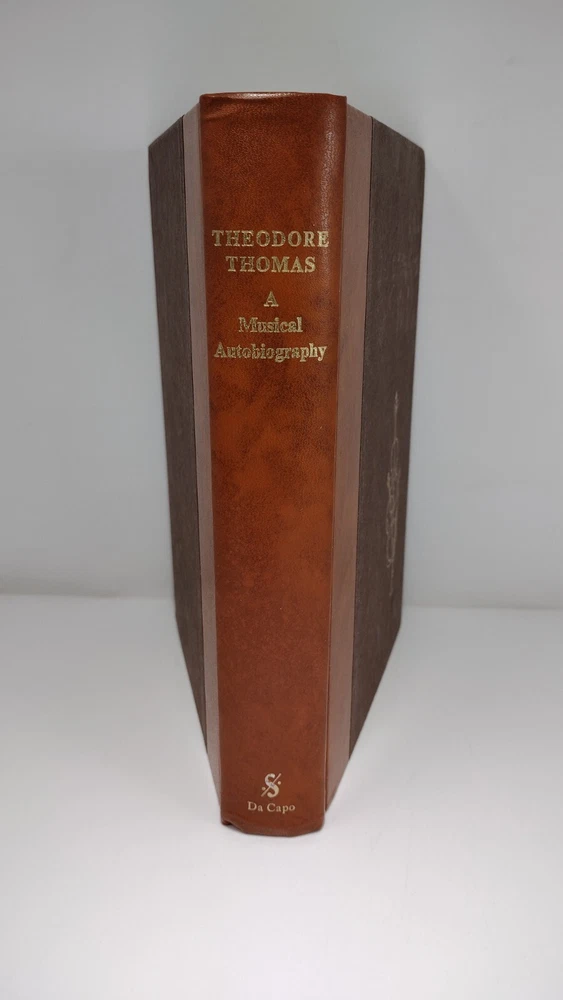 THEODORE
THOMAS
A
Musical
Autobiography
Da Capo